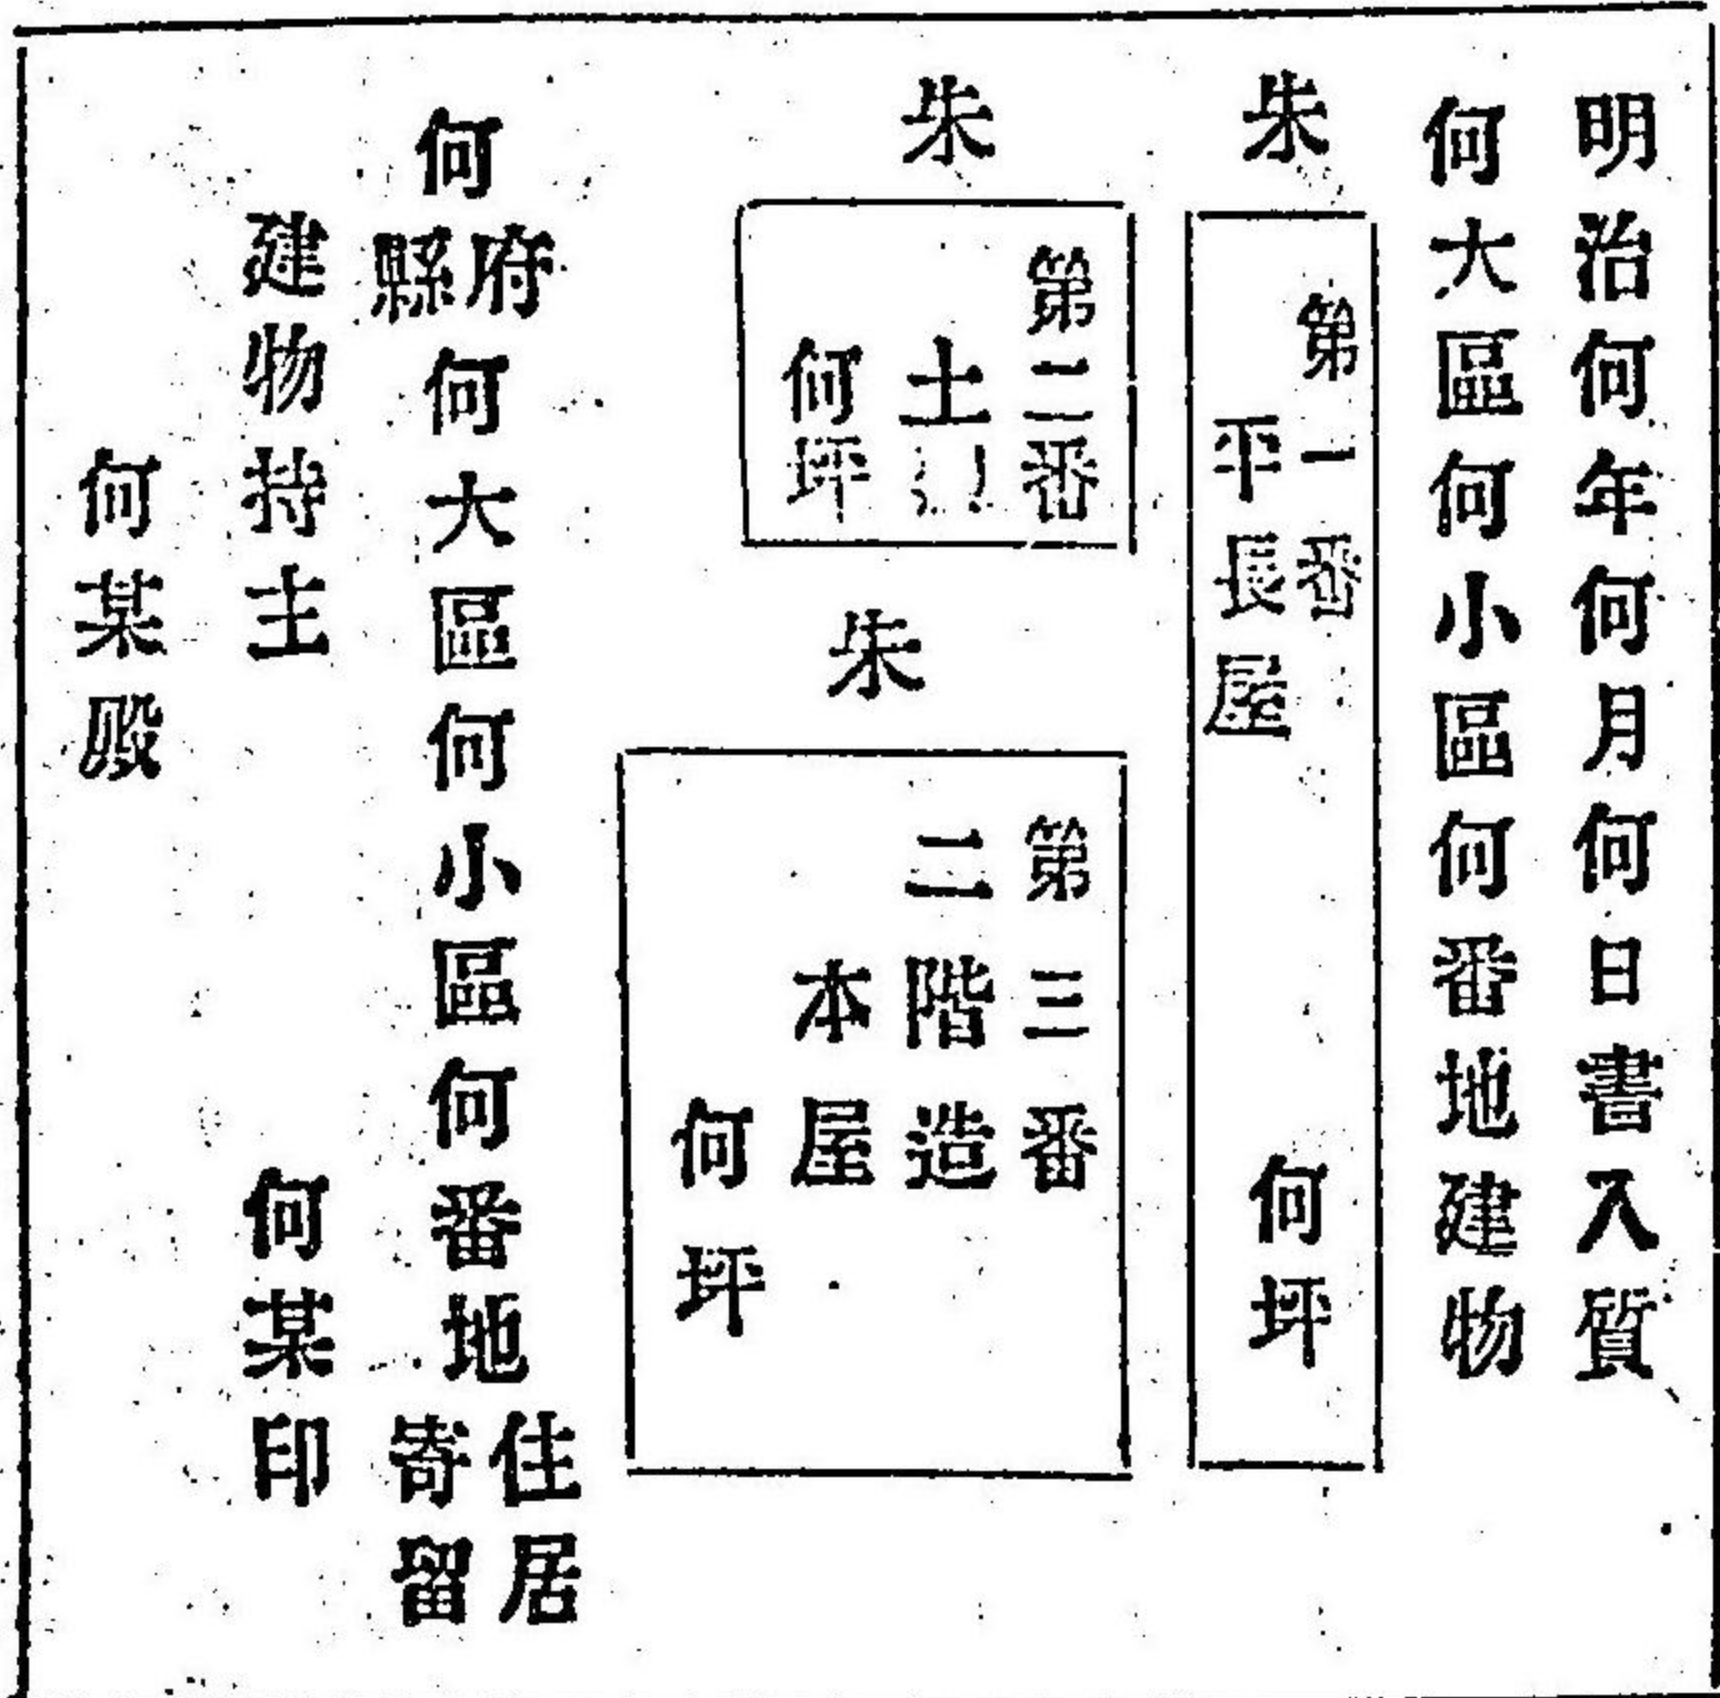 明治何年何月何日書入質
何大區何小區何番地建物
朱
第一番
平長屋
何坪
朱
第二番
土
何坪
朱
第三番
二階造
本屋
何坪
何府縣何大區何小區何番地住居寄留
建物持主 何某印
何某殿